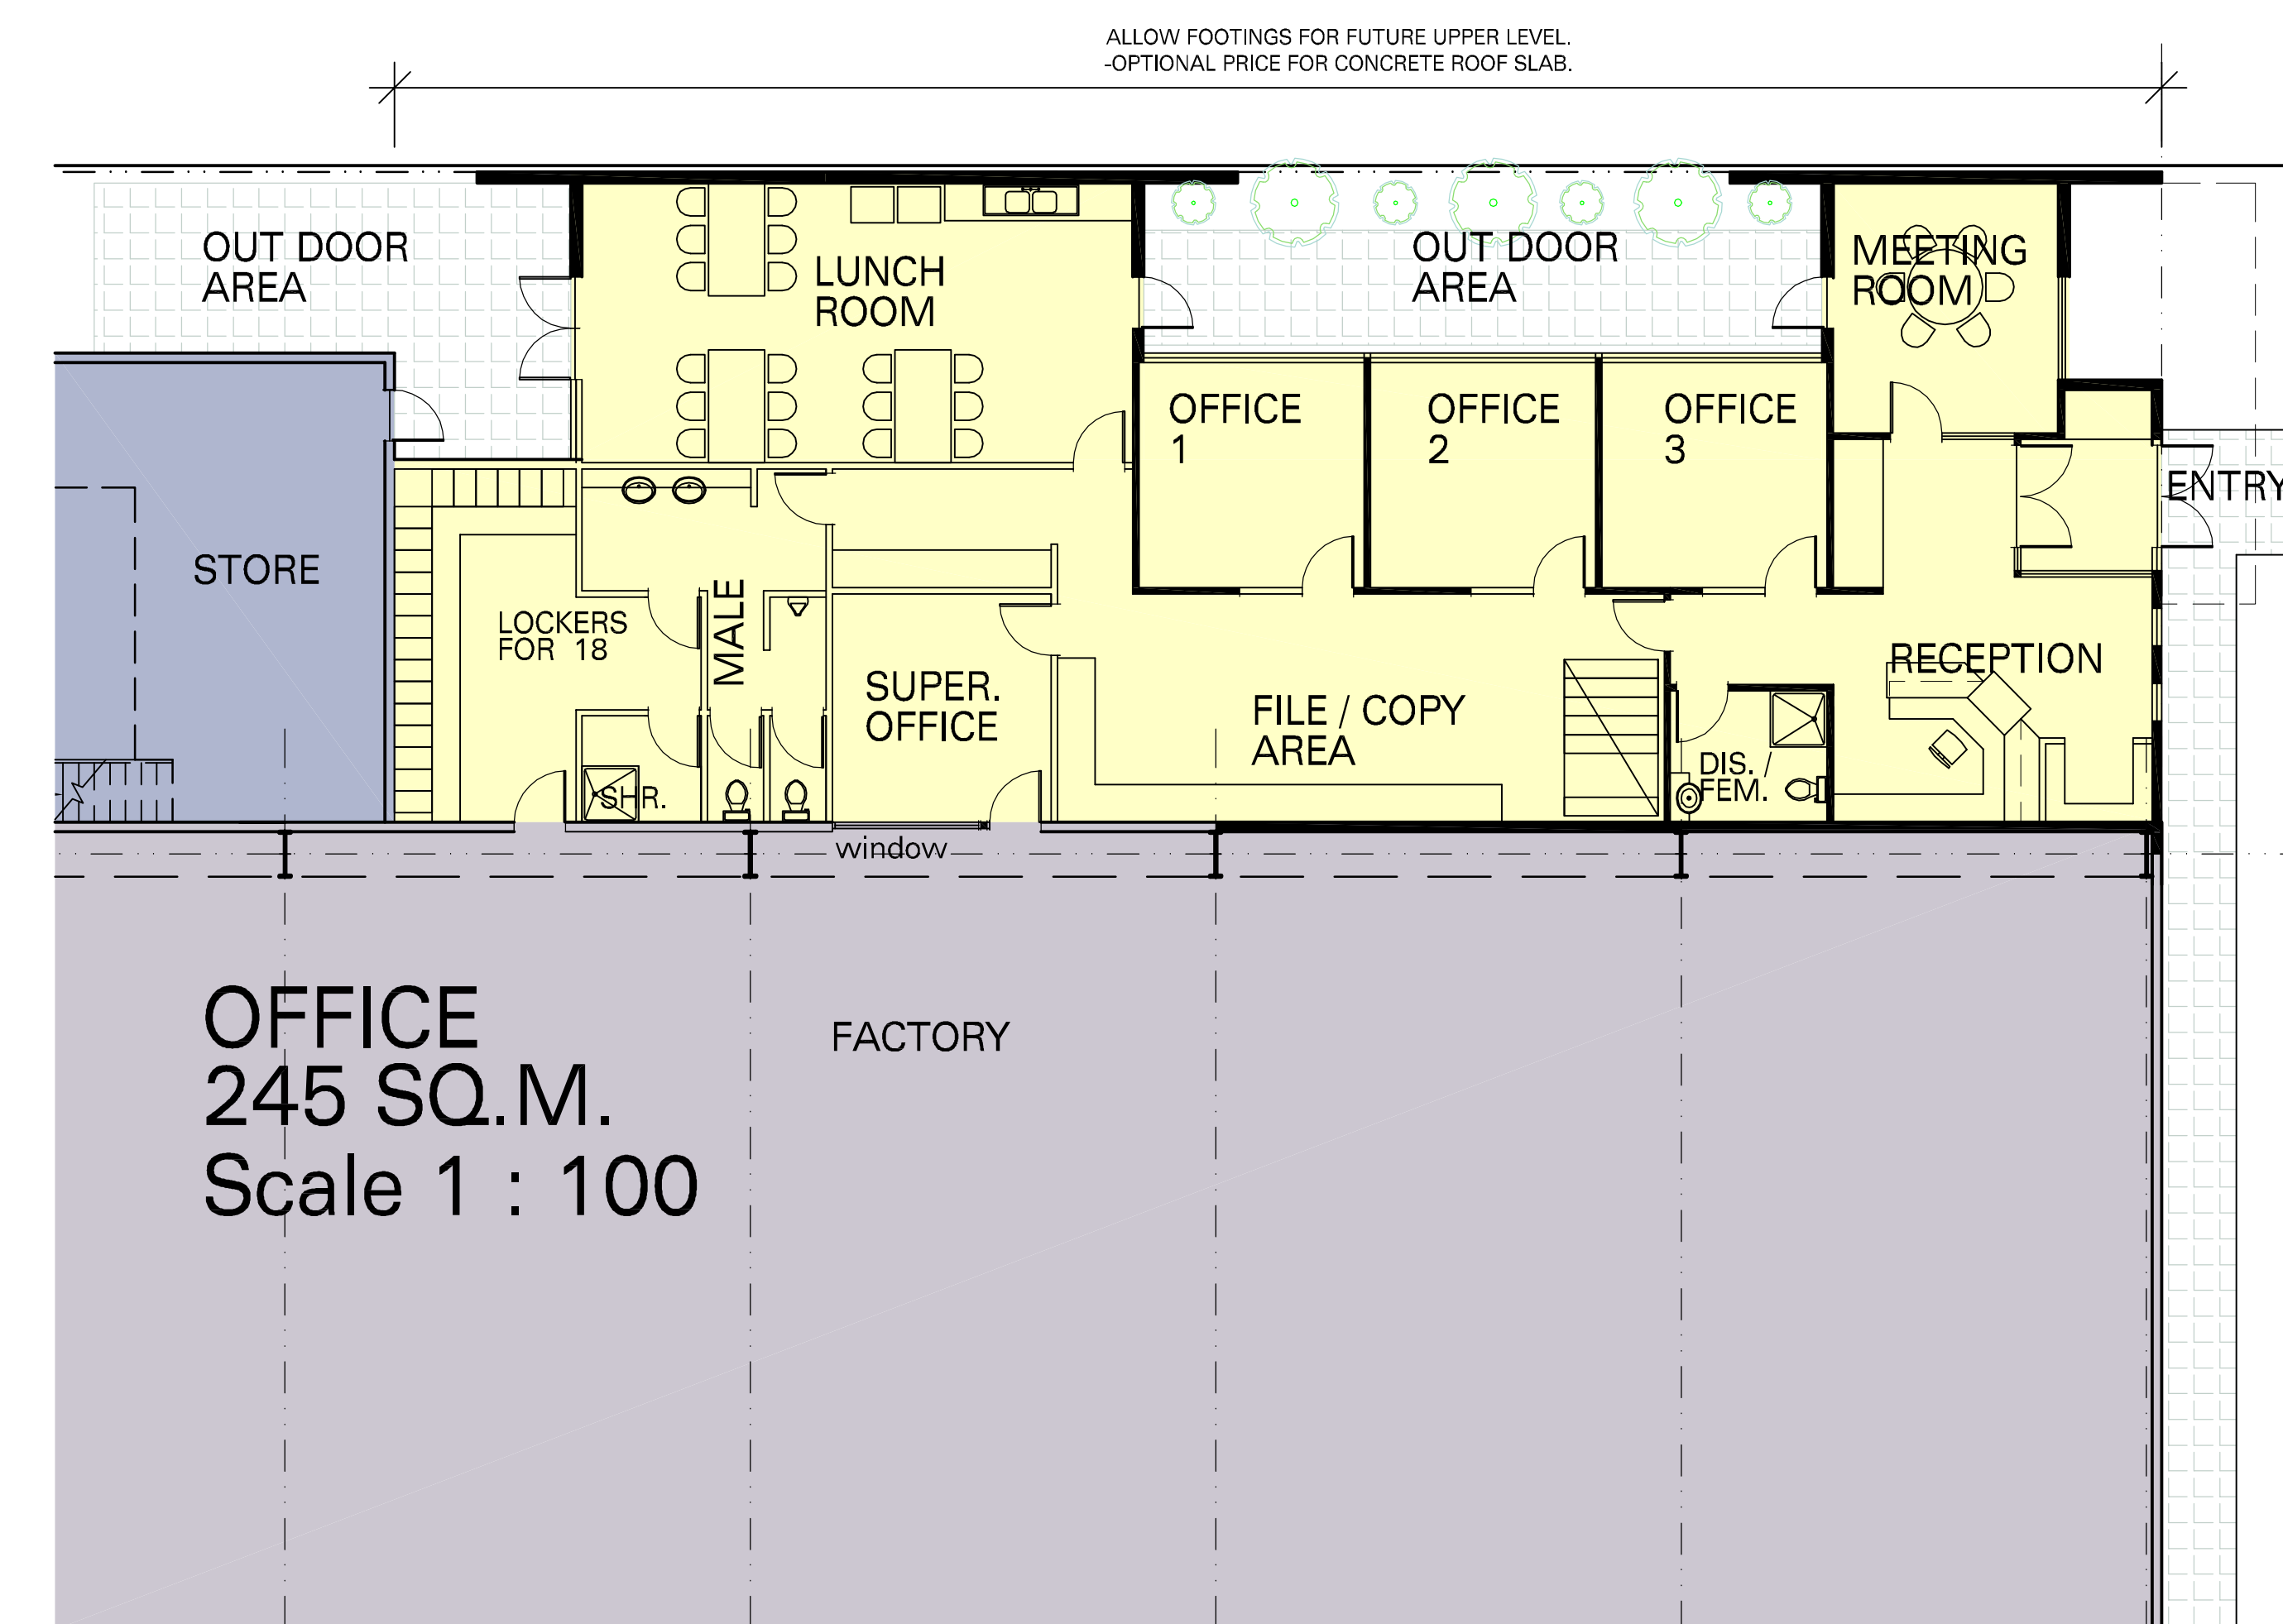 ALLOW FOOTINGS FOR FUTURE UPPER LEVEL.
-OPTIONAL PRICE FOR CONCRETE ROOF SLAB.
OUT DOOR
AREA
LUNCH
ROOM
OUT DOOR
AREA
MEETING
ROOM
OFFICE
1
OFFICE
2
OFFICE
3
ENTRY
STORE
LOCKERS
FOR 18
MALE
SUPER.
OFFICE
FILE / COPY
AREA
RECEPTION
DIS. /
FEM.
SHR.
window
OFFICE
245 SQ.M.
Scale 1 : 100
FACTORY